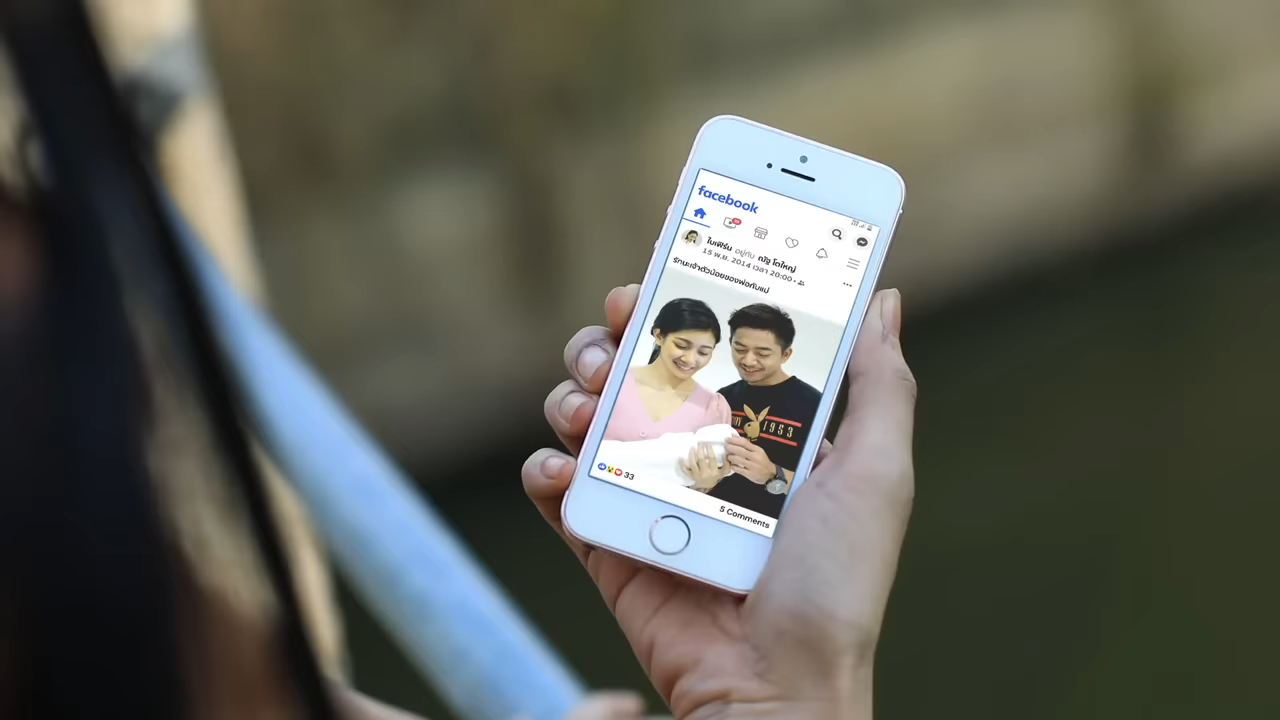 facebook
ใบเฟิร์น อยู่กับ ณัฐ โตใหญ่
15 พ.ย. 2014 เวลา 20:00
รักนะเจ้าตัวน้อยของพ่อกับแม่
1953
33
5 Comments